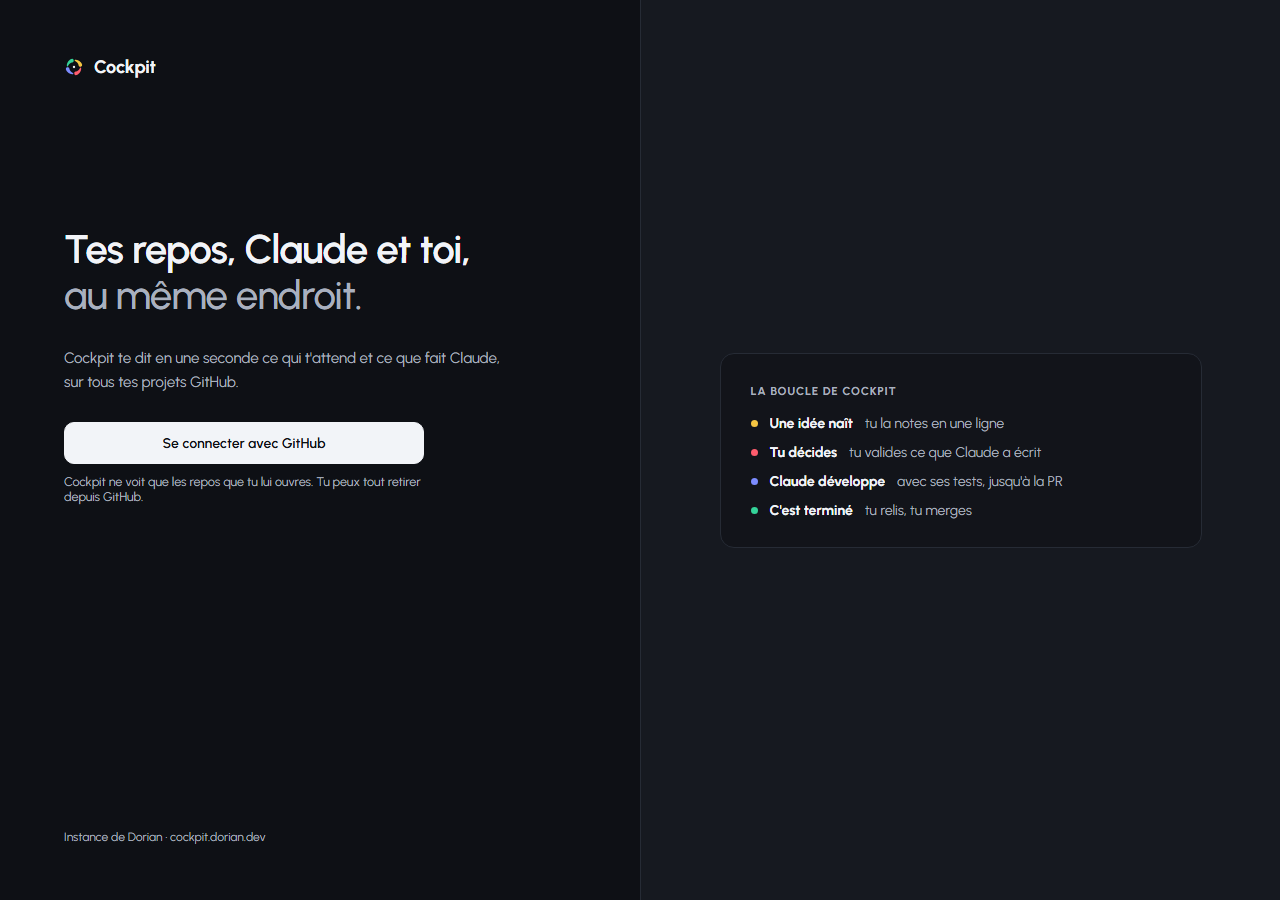 Cockpit
Tes repos, Claude et toi,
au même endroit.
Cockpit te dit en une seconde ce qui t'attend et ce que fait Claude,
sur tous tes projets GitHub.
Se connecter avec GitHub
Cockpit ne voit que les repos que tu lui ouvres. Tu peux tout retirer
depuis GitHub.
Instance de Dorian · cockpit.dorian.dev
LA BOUCLE DE COCKPIT
Une idée naît tu la notes en une ligne
Tu décides tu valides ce que Claude a écrit
Claude développe avec ses tests, jusqu'à la PR
C'est terminé tu relis, tu merges